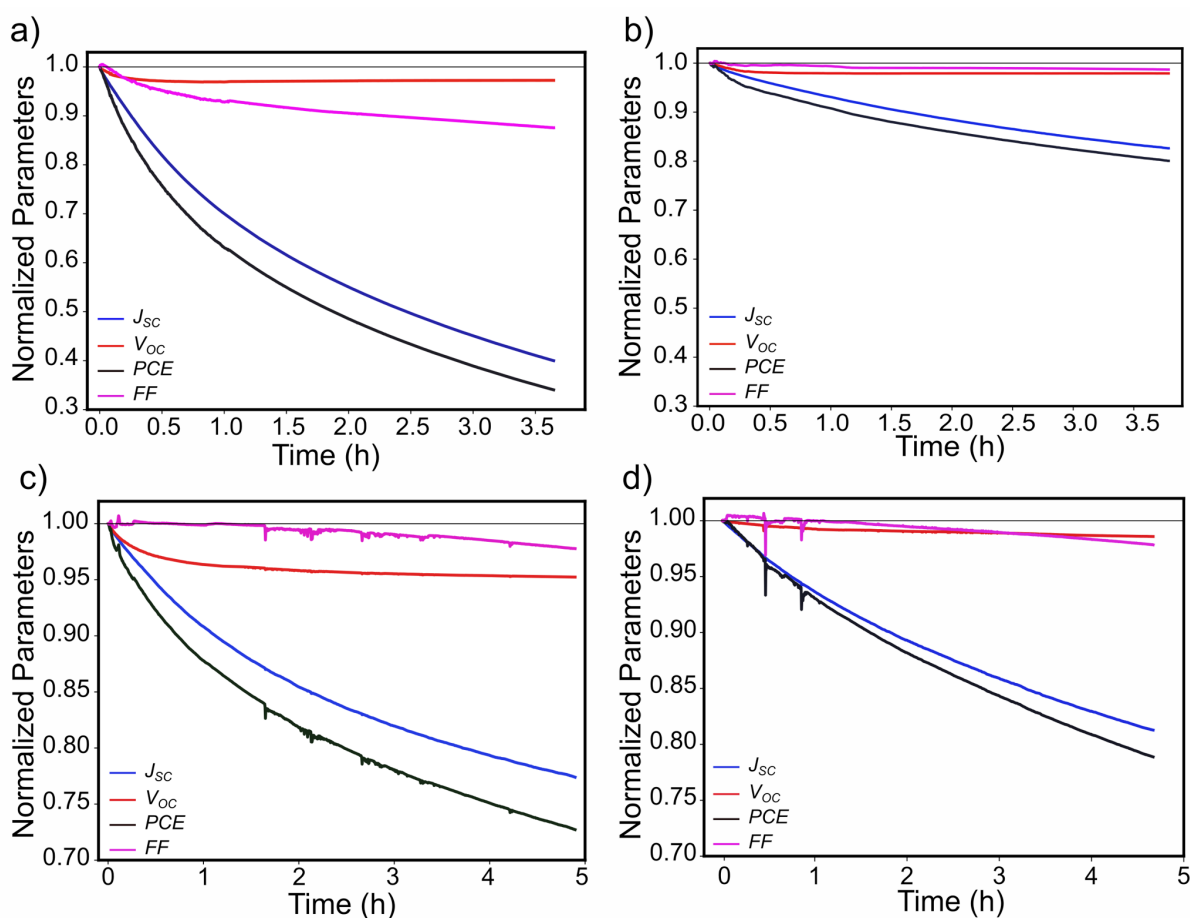 a)
Normalized Parameters
1.0
0.9
0.8
0.7
0.6
0.5
0.4
0.3
JSC
VOC
PCE
FF
0.0 0.5 1.0 1.5 2.0 2.5 3.0 3.5
Time (h)
b)
Normalized Parameters
1.0
0.9
0.8
0.7
0.6
0.5
0.4
0.3
JSC
VOC
PCE
FF
0.0 0.5 1.0 1.5 2.0 2.5 3.0 3.5
Time (h)
c)
Normalized Parameters
1.00
0.95
0.90
0.85
0.80
0.75
0.70
JSC
VOC
PCE
FF
0 1 2 3 4 5
Time (h)
d)
Normalized Parameters
1.00
0.95
0.90
0.85
0.80
0.75
0.70
JSC
VOC
PCE
FF
0 1 2 3 4 5
Time (h)